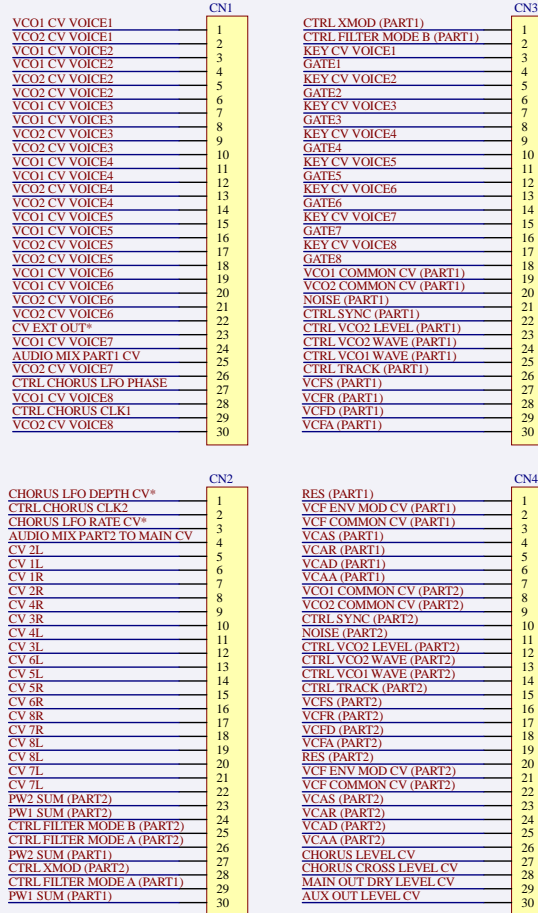 CN1
VCO1 CV VOICE1 1
VCO2 CV VOICE1 2
VCO1 CV VOICE2 3
VCO1 CV VOICE2 4
VCO2 CV VOICE2 5
VCO2 CV VOICE2 6
VCO1 CV VOICE3 7
VCO1 CV VOICE3 8
VCO2 CV VOICE3 9
VCO2 CV VOICE3 10
VCO1 CV VOICE4 11
VCO1 CV VOICE4 12
VCO2 CV VOICE4 13
VCO2 CV VOICE4 14
VCO1 CV VOICE5 15
VCO1 CV VOICE5 16
VCO2 CV VOICE5 17
VCO2 CV VOICE5 18
VCO1 CV VOICE6 19
VCO1 CV VOICE6 20
VCO2 CV VOICE6 21
VCO2 CV VOICE6 22
CV EXT OUT* 23
VCO1 CV VOICE7 24
AUDIO MIX PART1 CV 25
VCO2 CV VOICE7 26
CTRL CHORUS LFO PHASE 27
VCO1 CV VOICE8 28
CTRL CHORUS CLK1 29
VCO2 CV VOICE8 30
CN2
CHORUS LFO DEPTH CV* 1
CTRL CHORUS CLK2 2
CHORUS LFO RATE CV* 3
AUDIO MIX PART2 TO MAIN CV 4
CV 2L 5
CV 1L 6
CV 1R 7
CV 2R 8
CV 4R 9
CV 3R 10
CV 4L 11
CV 3L 12
CV 6L 13
CV 5L 14
CV 5R 15
CV 6R 16
CV 8R 17
CV 7R 18
CV 8L 19
CV 8L 20
CV 7L 21
CV 7L 22
PW2 SUM (PART2) 23
PW1 SUM (PART2) 24
CTRL FILTER MODE B (PART2) 25
CTRL FILTER MODE A (PART2) 26
PW2 SUM (PART1) 27
CTRL XMOD (PART2) 28
CTRL FILTER MODE A (PART1) 29
PW1 SUM (PART1) 30
CN3
CTRL XMOD (PART1) 1
CTRL FILTER MODE B (PART1) 2
KEY CV VOICE1 3
GATE1 4
KEY CV VOICE2 5
GATE2 6
KEY CV VOICE3 7
GATE3 8
KEY CV VOICE4 9
GATE4 10
KEY CV VOICE5 11
GATE5 12
KEY CV VOICE6 13
GATE6 14
KEY CV VOICE7 15
GATE7 16
KEY CV VOICE8 17
GATE8 18
VCO1 COMMON CV (PART1) 19
VCO2 COMMON CV (PART1) 20
NOISE (PART1) 21
CTRL SYNC (PART1) 22
CTRL VCO2 LEVEL (PART1) 23
CTRL VCO2 WAVE (PART1) 24
CTRL VCO1 WAVE (PART1) 25
CTRL TRACK (PART1) 26
VCFS (PART1) 27
VCFR (PART1) 28
VCFD (PART1) 29
VCFA (PART1) 30
CN4
RES (PART1) 1
VCF ENV MOD CV (PART1) 2
VCF COMMON CV (PART1) 3
VCAS (PART1) 4
VCAR (PART1) 5
VCAD (PART1) 6
VCAA (PART1) 7
VCO1 COMMON CV (PART2) 8
VCO2 COMMON CV (PART2) 9
CTRL SYNC (PART2) 10
NOISE (PART2) 11
CTRL VCO2 LEVEL (PART2) 12
CTRL VCO2 WAVE (PART2) 13
CTRL VCO1 WAVE (PART2) 14
CTRL TRACK (PART2) 15
VCFS (PART2) 16
VCFR (PART2) 17
VCFD (PART2) 18
VCFA (PART2) 19
RES (PART2) 20
VCF ENV MOD CV (PART2) 21
VCF COMMON CV (PART2) 22
VCAS (PART2) 23
VCAR (PART2) 24
VCAD (PART2) 25
VCAA (PART2) 26
CHORUS LEVEL CV 27
CHORUS CROSS LEVEL CV 28
MAIN OUT DRY LEVEL CV 29
AUX OUT LEVEL CV 30